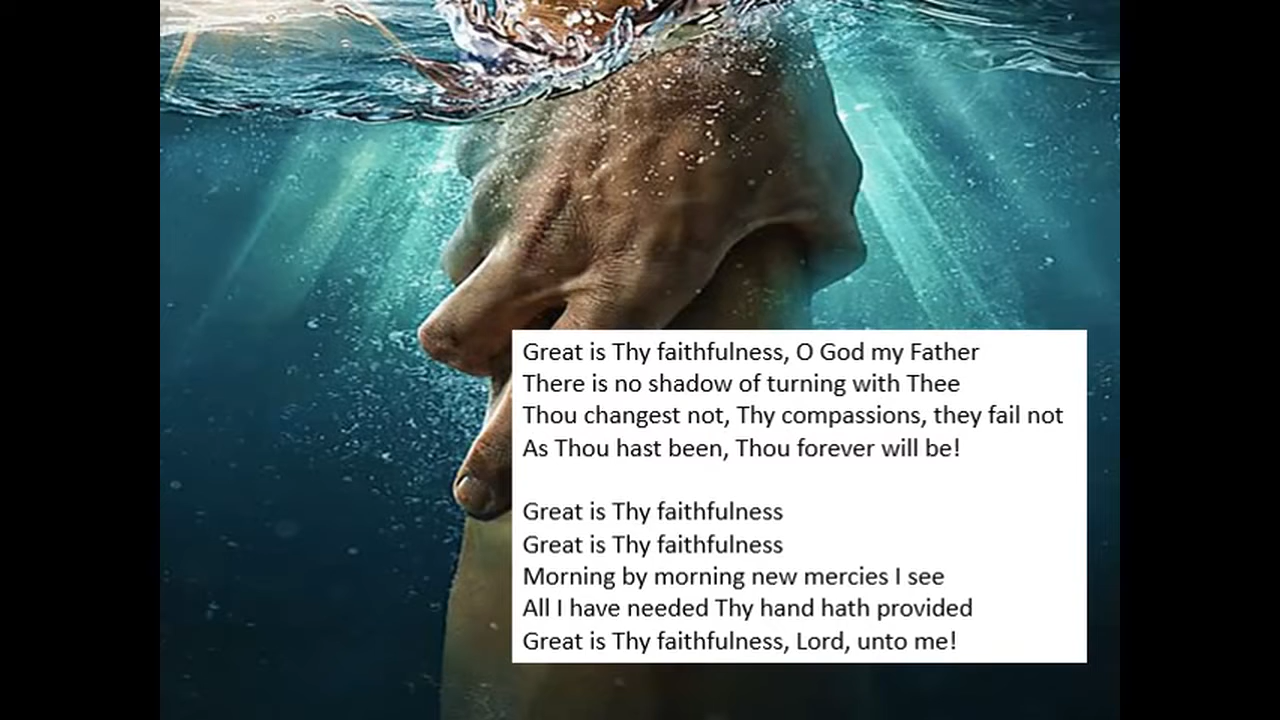 Great is Thy faithfulness, O God my Father
There is no shadow of turning with Thee
Thou changest not, Thy compassions, they fail not
As Thou hast been, Thou forever will be!
Great is Thy faithfulness
Great is Thy faithfulness
Morning by morning new mercies I see
All I have needed Thy hand hath provided
Great is Thy faithfulness, Lord, unto me!